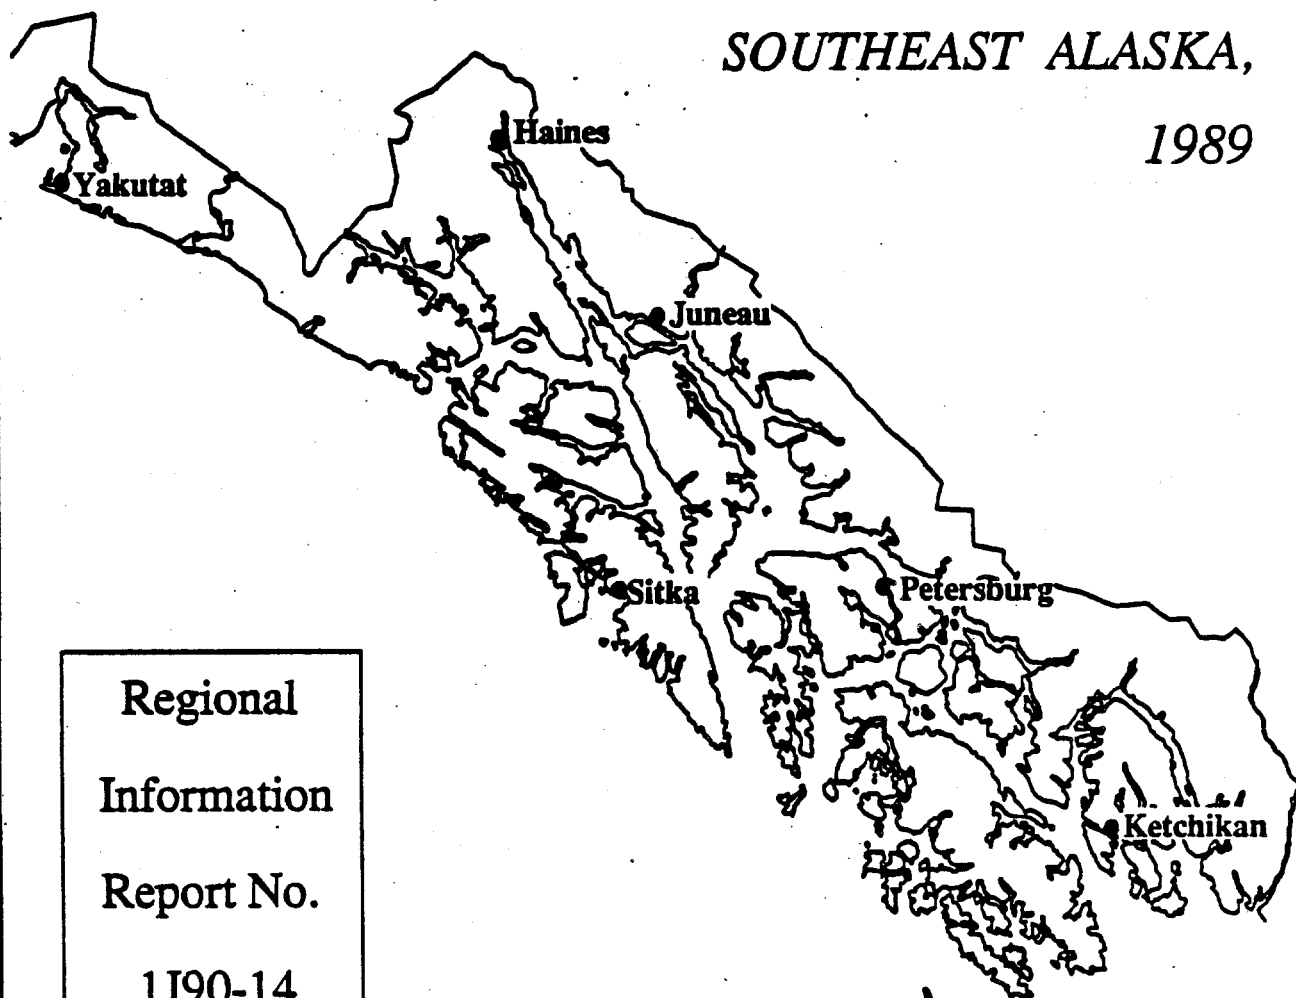 SOUTHEAST ALASKA,
1989
Haines
Yakutat
Juneau
Sitka
Petersburg
Ketchikan
Regional
Information
Report No.
1J90-14